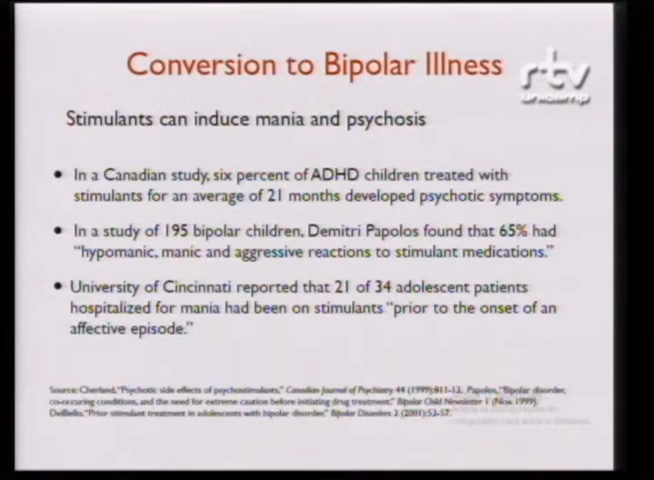 Conversion to Bipolar Illness
rtv
unicamp
Stimulants can induce mania and psychosis
• In a Canadian study, six percent of ADHD children treated with
stimulants for an average of 21 months developed psychotic symptoms.
• In a study of 195 bipolar children, Demitri Papolos found that 65% had
“hypomanic, manic and aggressive reactions to stimulant medications.”
• University of Cincinnati reported that 21 of 34 adolescent patients
hospitalized for mania had been on stimulants “prior to the onset of an
affective episode.”
Source: Cherland, “Psychotic side effects of psychostimulants,” Canadian Journal of Psychiatry 44 (1999):811-13. Papolos, “Bipolar disorder,
co-occuring conditions, and the need for extreme caution before initiating drug treatment.” Bipolar Child Newsletter 1 (Nov. 1999).
DelBello, “Prior stimulant treatment in adolescents with bipolar disorder,” Bipolar Disorders 3 (2001):53-57.